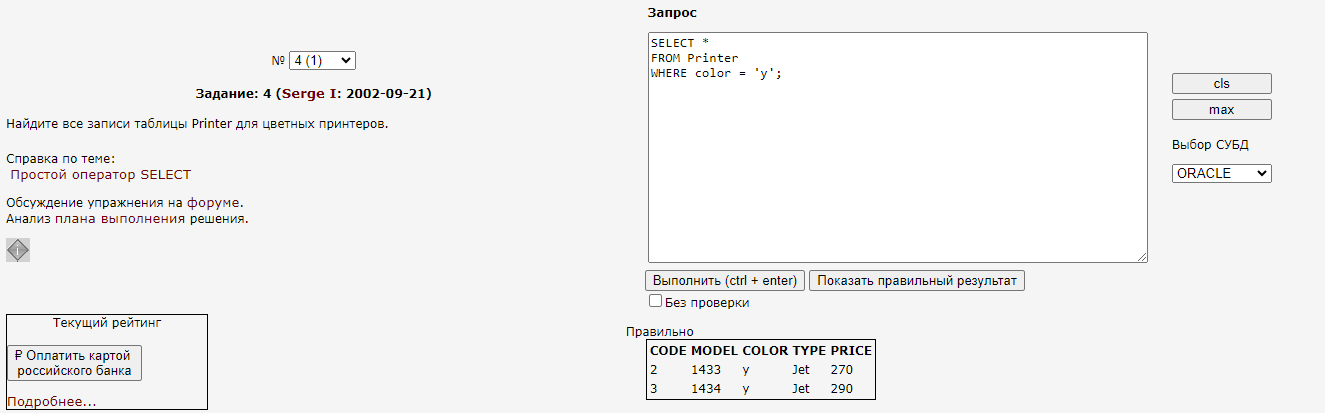 № 4 (1)
Задание: 4 (Serge I: 2002-09-21)
Найдите все записи таблицы Printer для цветных принтеров.
Справка по теме:
Простой оператор SELECT
Обсуждение упражнения на форуме.
Анализ плана выполнения решения.
i
Текущий рейтинг
₽ Оплатить картой
российского банка
Подробнее...
Запрос
SELECT *
FROM Printer
WHERE color = 'y';
cls
max
Выбор СУБД
ORACLE
Выполнить (ctrl + enter) Показать правильный результат
Без проверки
Правильно
CODE MODEL COLOR TYPE PRICE
2 1433 y Jet 270
3 1434 y Jet 290